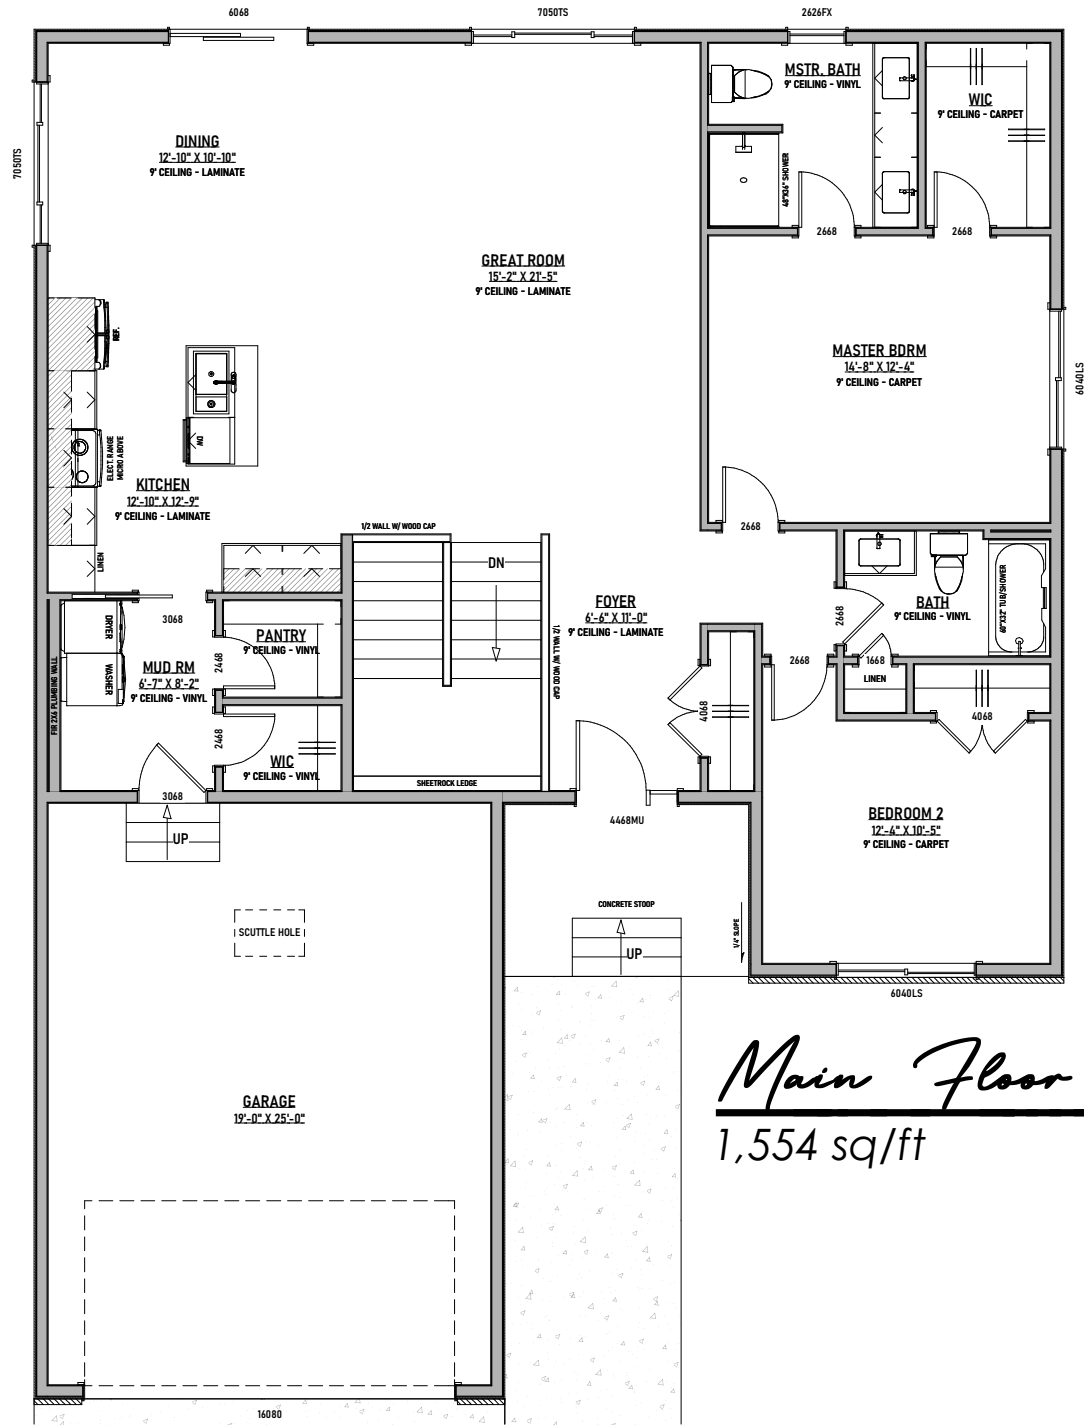 6068
7050TS
2626FX
MSTR. BATH
9' CEILING - VINYL
WIC
9' CEILING - CARPET
DINING
12'-10" X 10'-10"
9' CEILING - LAMINATE
7050TS
48"X36" SHOWER
2668
2668
GREAT ROOM
15'-2" X 21'-5"
9' CEILING - LAMINATE
REF.
MASTER BDRM
14'-8" X 12'-4"
9' CEILING - CARPET
6040LS
DW
ELECT. RANGE
MICRO ABOVE
KITCHEN
12'-10" X 12'-9"
9' CEILING - LAMINATE
1/2 WALL W/ WOOD CAP
2668
LINEN
DN
FOYER
6'-6" X 11'-0"
9' CEILING - LAMINATE
1/2 WALL W/ WOOD CAP
BATH
9' CEILING - VINYL
60"X32" TUB/SHOWER
2668
3068
DRYER
WASHER
FIR 2X6 PLUMBING WALL
MUD RM
6'-7" X 8'-2"
9' CEILING - VINYL
PANTRY
9' CEILING - VINYL
2468
2468
2668
1668
LINEN
4068
4068
WIC
9' CEILING - VINYL
SHEETROCK LEDGE
3068
UP
4468MU
BEDROOM 2
12'-4" X 10'-5"
9' CEILING - CARPET
CONCRETE STOOP
1/4" SLOPE
SCUTTLE HOLE
UP
6040LS
Main Floor
1,554 sq/ft
GARAGE
19'-0" X 25'-0"
16080